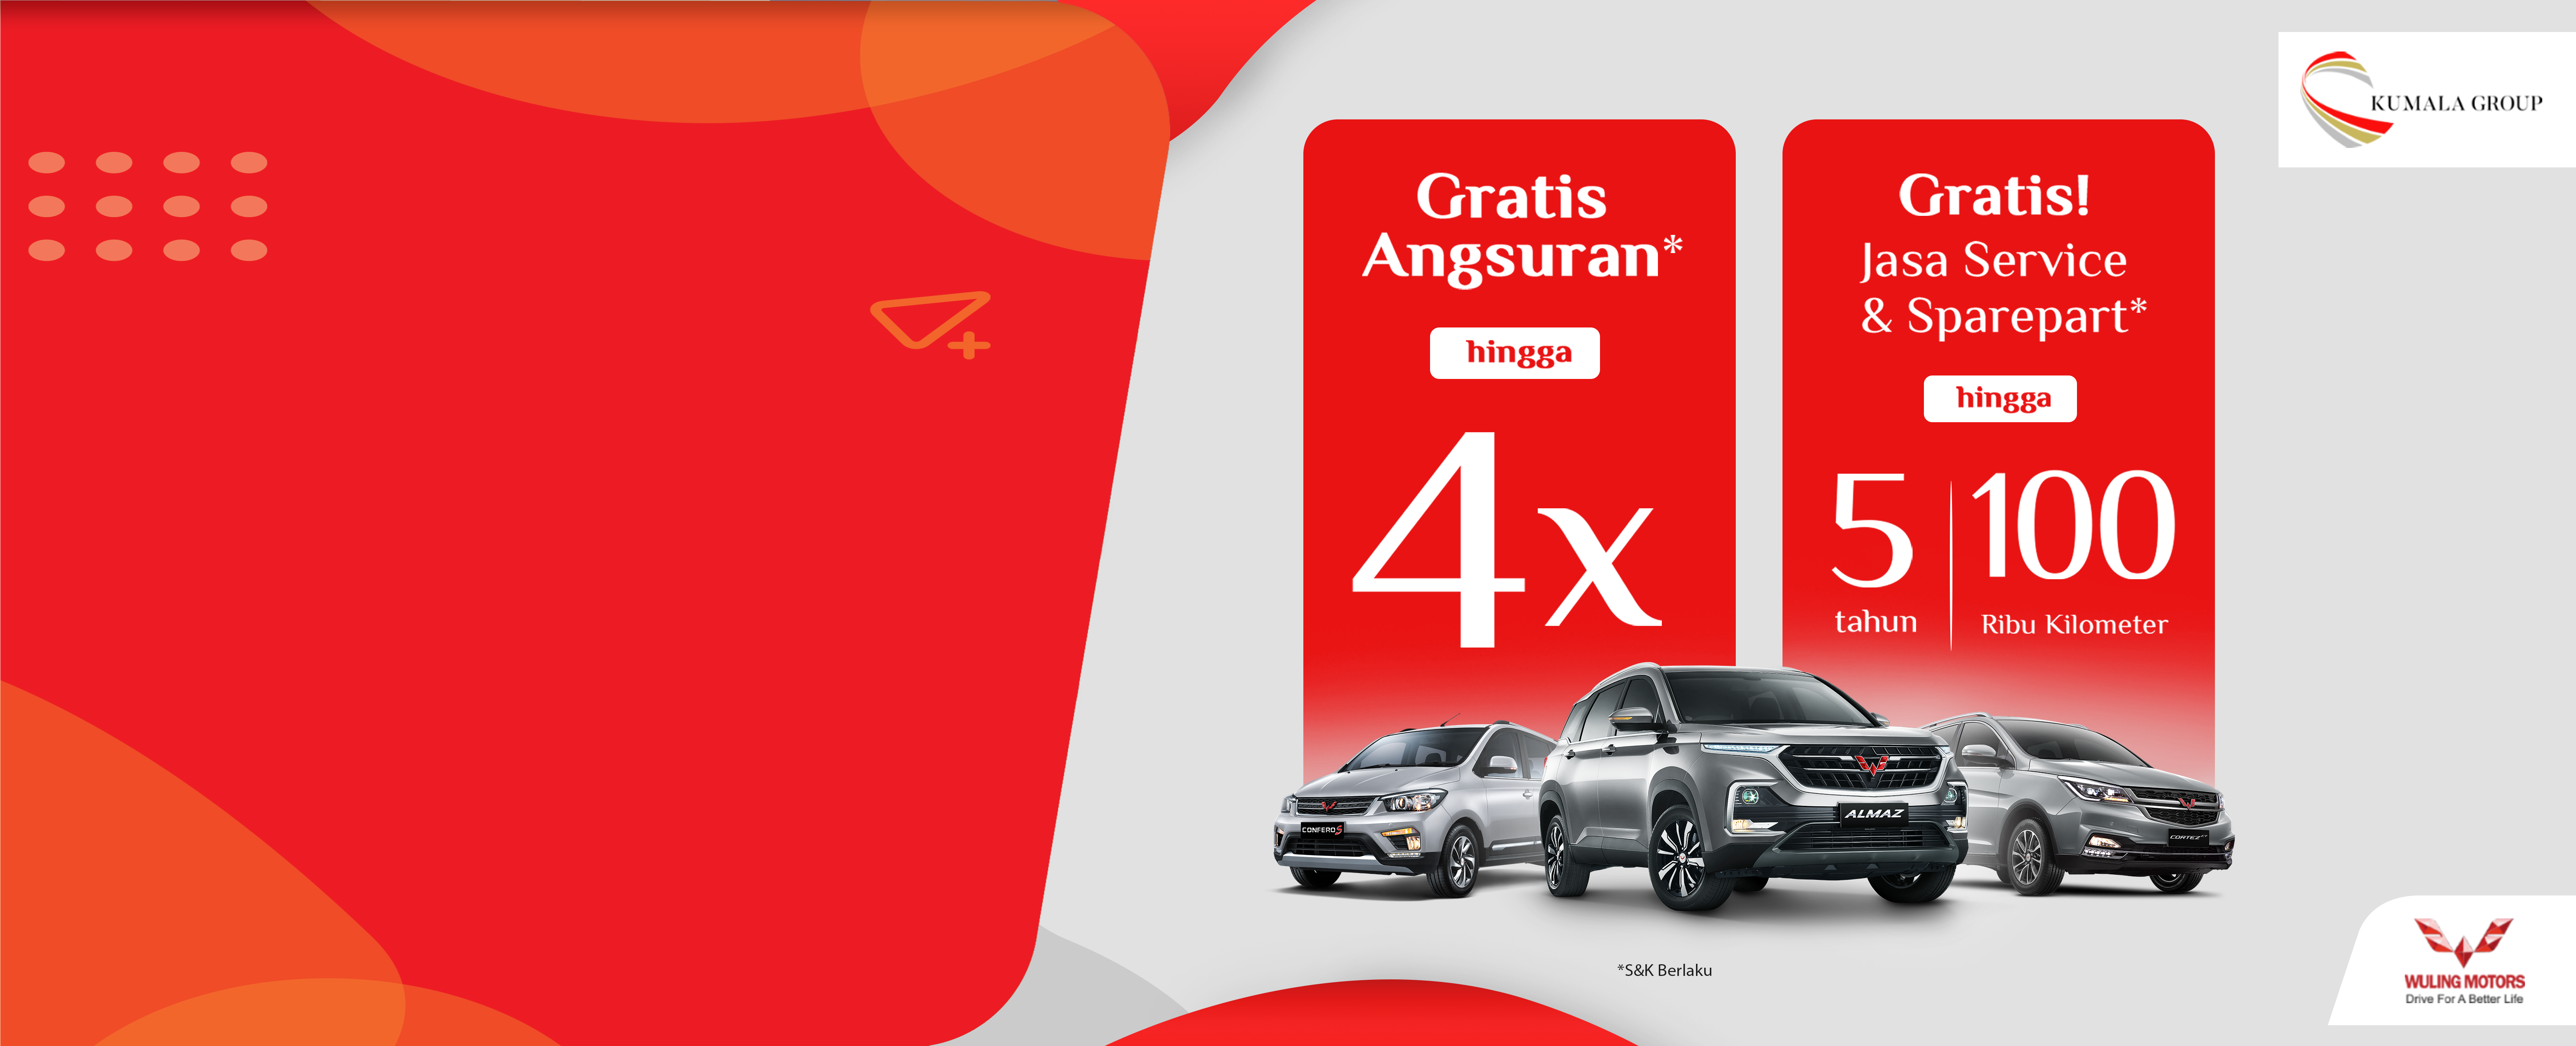 KUMALA GROUP
Gratis
Angsuran*
hingga
4x
Gratis!
Jasa Service
& Sparepart*
hingga
5 tahun
100 Ribu Kilometer
CONFERO S
ALMAZ
CORTEZ
*S&K Berlaku
WULING MOTORS
Drive For A Better Life